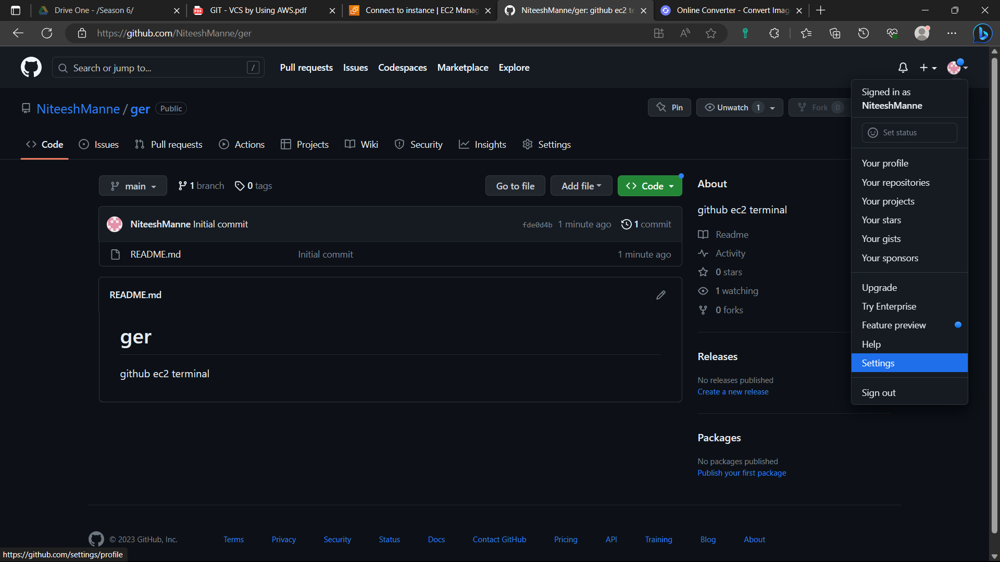 Drive One - /Season 6/
GIT - VCS by Using AWS.pdf
Connect to instance | EC2 Manag
NiteeshManne/ger: github ec2 te
Online Converter - Convert Imag
https://github.com/NiteeshManne/ger
Search or jump to...
/
Pull requests
Issues
Codespaces
Marketplace
Explore
NiteeshManne / ger
Public
Pin
Unwatch 1
Fork 0
Code
Issues
Pull requests
Actions
Projects
Wiki
Security
Insights
Settings
main
1 branch
0 tags
Go to file
Add file
Code
NiteeshManne Initial commit
fde0d4b 1 minute ago
1 commit
README.md
Initial commit
1 minute ago
README.md
ger
github ec2 terminal
About
github ec2 terminal
Readme
Activity
0 stars
1 watching
0 forks
Releases
No releases published
Create a new release
Packages
No packages published
Publish your first package
Signed in as
NiteeshManne
Set status
Your profile
Your repositories
Your projects
Your stars
Your gists
Your sponsors
Upgrade
Try Enterprise
Feature preview
Help
Settings
Sign out
© 2023 GitHub, Inc.
Terms
Privacy
Security
Status
Docs
Contact GitHub
Pricing
API
Training
Blog
About
https://github.com/settings/profile